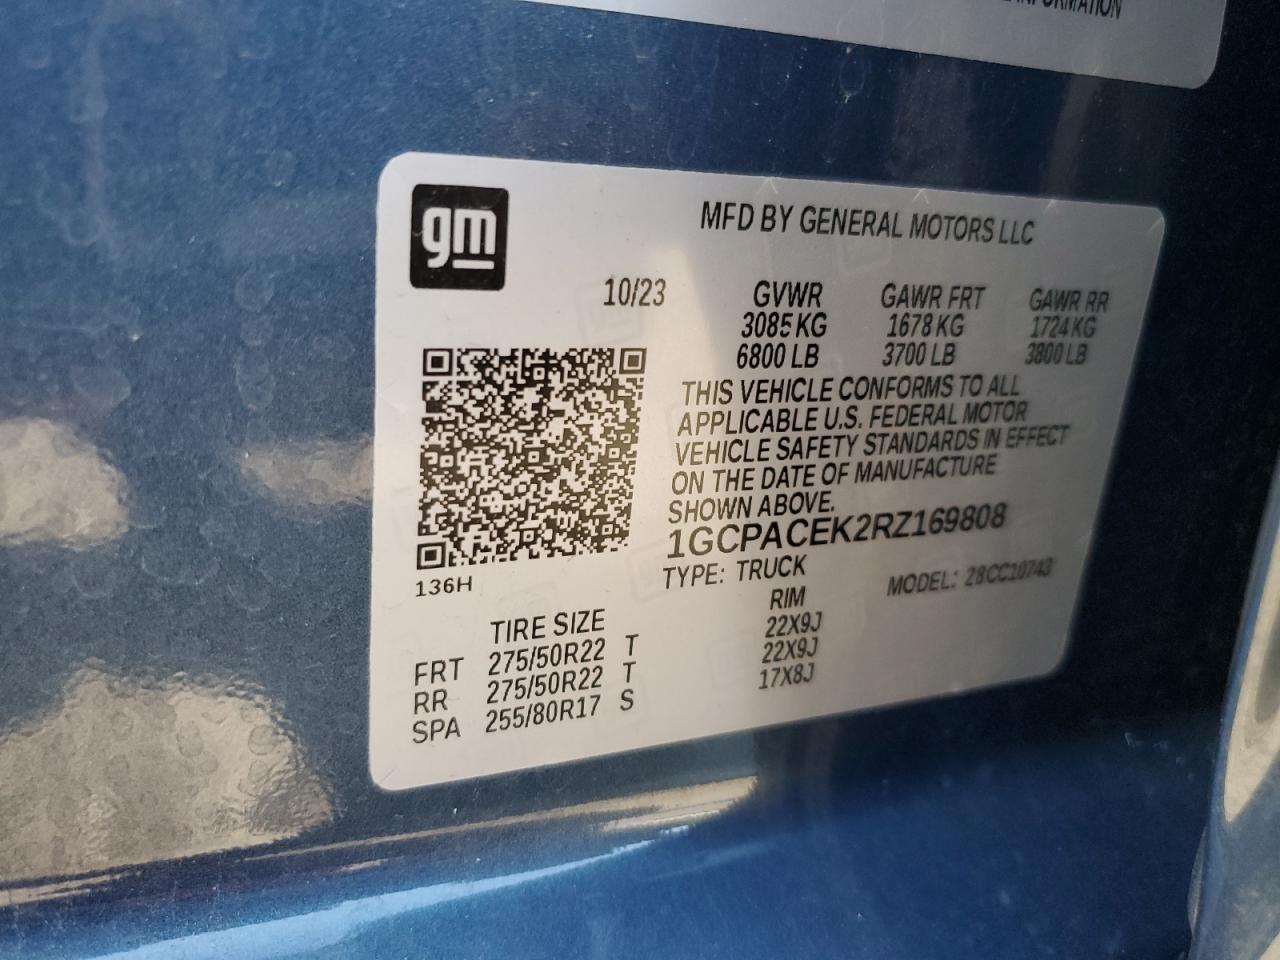 INFORMATION
gm
MFD BY GENERAL MOTORS LLC
10/23 GVWR GAWR FRT GAWR RR
3085 KG 1678 KG 1724 KG
6800 LB 3700 LB 3800 LB
THIS VEHICLE CONFORMS TO ALL
APPLICABLE U.S. FEDERAL MOTOR
VEHICLE SAFETY STANDARDS IN EFFECT
ON THE DATE OF MANUFACTURE
SHOWN ABOVE.
1GCPACEK2RZ169808
136H TYPE: TRUCK MODEL: 28CC10743
TIRE SIZE RIM
FRT 275/50R22 T 22X9J
RR 275/50R22 T 22X9J
SPA 255/80R17 S 17X8J